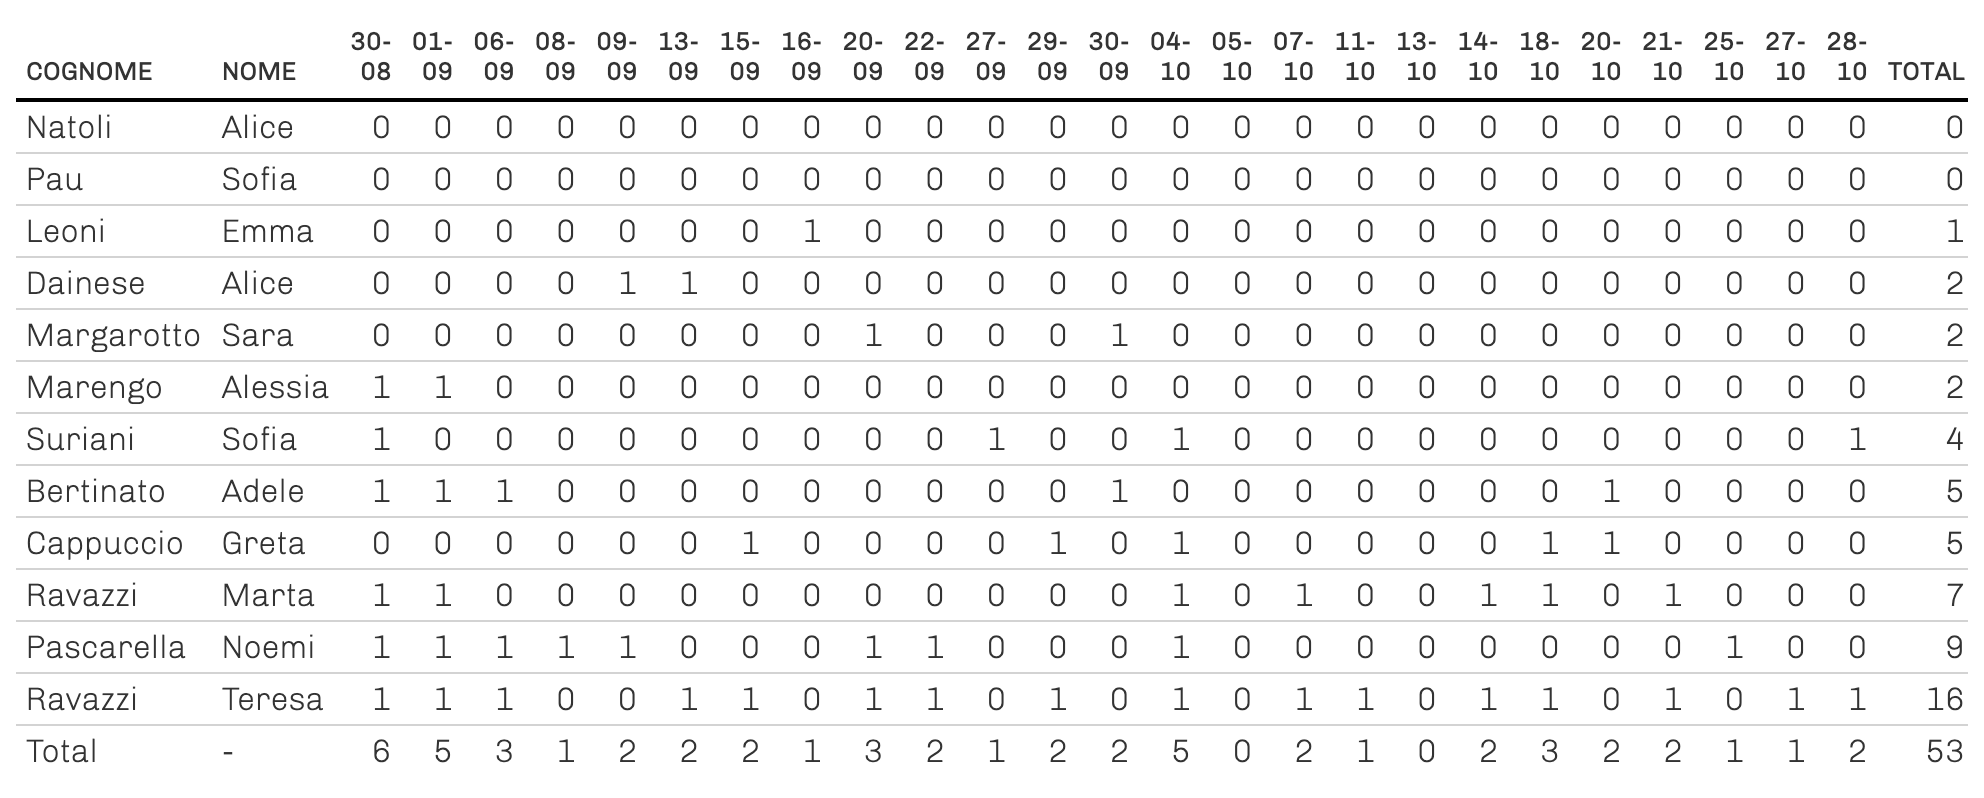 30- 01- 06- 08- 09- 13- 15- 16- 20- 22- 27- 29- 30- 04- 05- 07- 11- 13- 14- 18- 20- 21- 25- 27- 28-
COGNOME NOME 08 09 09 09 09 09 09 09 09 09 09 09 09 10 10 10 10 10 10 10 10 10 10 10 10 TOTAL
Natoli Alice 0 0 0 0 0 0 0 0 0 0 0 0 0 0 0 0 0 0 0 0 0 0 0 0 0 0
Pau Sofia 0 0 0 0 0 0 0 0 0 0 0 0 0 0 0 0 0 0 0 0 0 0 0 0 0 0
Leoni Emma 0 0 0 0 0 0 0 1 0 0 0 0 0 0 0 0 0 0 0 0 0 0 0 0 0 1
Dainese Alice 0 0 0 0 1 1 0 0 0 0 0 0 0 0 0 0 0 0 0 0 0 0 0 0 0 2
Margarotto Sara 0 0 0 0 0 0 0 0 1 0 0 0 1 0 0 0 0 0 0 0 0 0 0 0 0 2
Marengo Alessia 1 1 0 0 0 0 0 0 0 0 0 0 0 0 0 0 0 0 0 0 0 0 0 0 0 2
Suriani Sofia 1 0 0 0 0 0 0 0 0 0 1 0 0 1 0 0 0 0 0 0 0 0 0 0 1 4
Bertinato Adele 1 1 1 0 0 0 0 0 0 0 0 0 1 0 0 0 0 0 0 0 1 0 0 0 0 5
Cappuccio Greta 0 0 0 0 0 0 1 0 0 0 0 1 0 1 0 0 0 0 0 1 1 0 0 0 0 5
Ravazzi Marta 1 1 0 0 0 0 0 0 0 0 0 0 0 1 0 1 0 0 1 1 0 1 0 0 0 7
Pascarella Noemi 1 1 1 1 1 0 0 0 1 1 0 0 0 1 0 0 0 0 0 0 0 0 1 0 0 9
Ravazzi Teresa 1 1 1 0 0 1 1 0 1 1 0 1 0 1 0 1 1 0 1 1 0 1 0 1 1 16
Total - 6 5 3 1 2 2 2 1 3 2 1 2 2 5 0 2 1 0 2 3 2 2 1 1 2 53